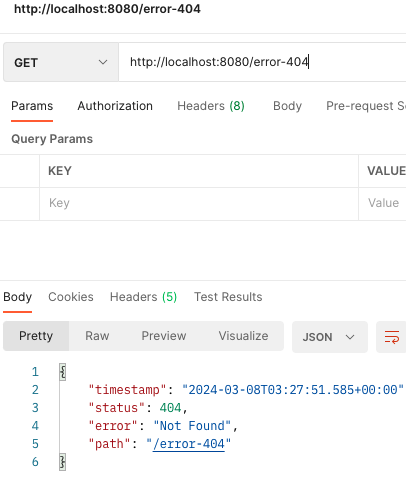 http://localhost:8080/error-404
GET http://localhost:8080/error-404
Params Authorization Headers (8) Body Pre-request
Query Params
KEY VALUE
Key Value
Body Cookies Headers (5) Test Results
Pretty Raw Preview Visualize JSON
1 {
2 "timestamp": "2024-03-08T03:27:51.585+00:00"
3 "status": 404,
4 "error": "Not Found",
5 "path": "/error-404"
6 }